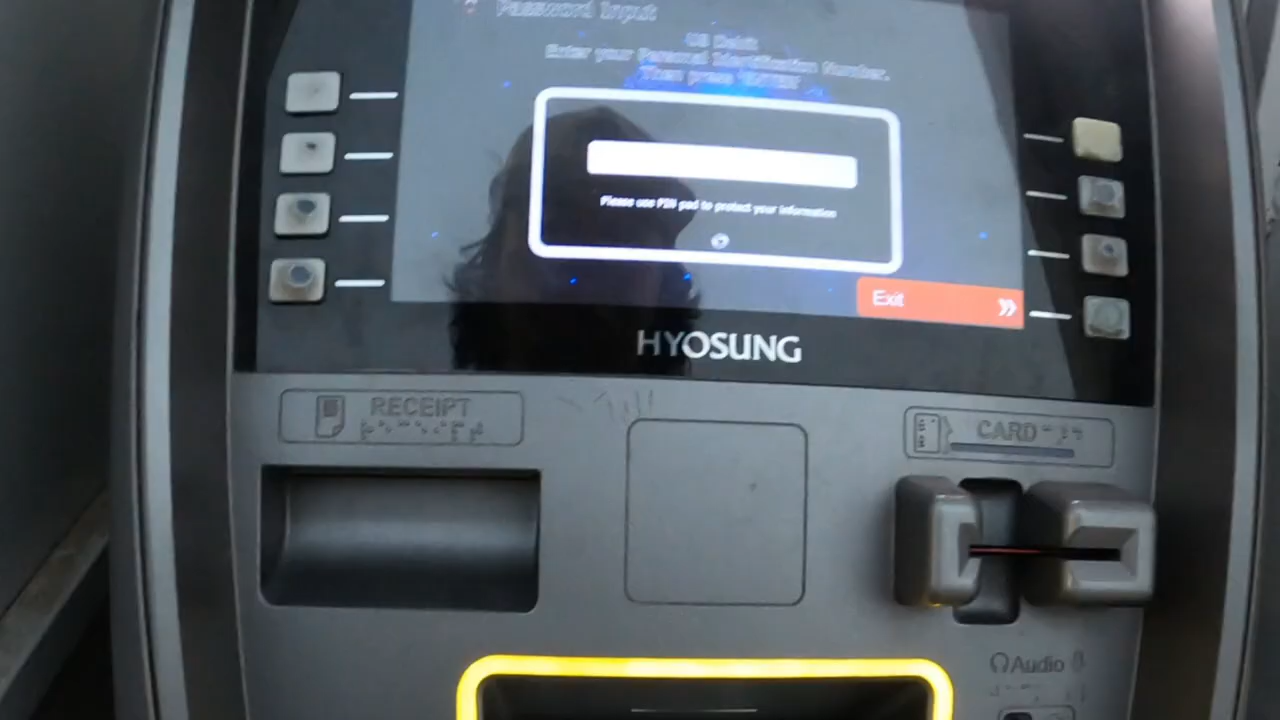 Password Input
US Debit
Enter your Personal Identification Number.
Then press 'ENTER'
Please use PIN pad to protect your information
Exit
HYOSUNG
RECEIPT
CARD
Audio